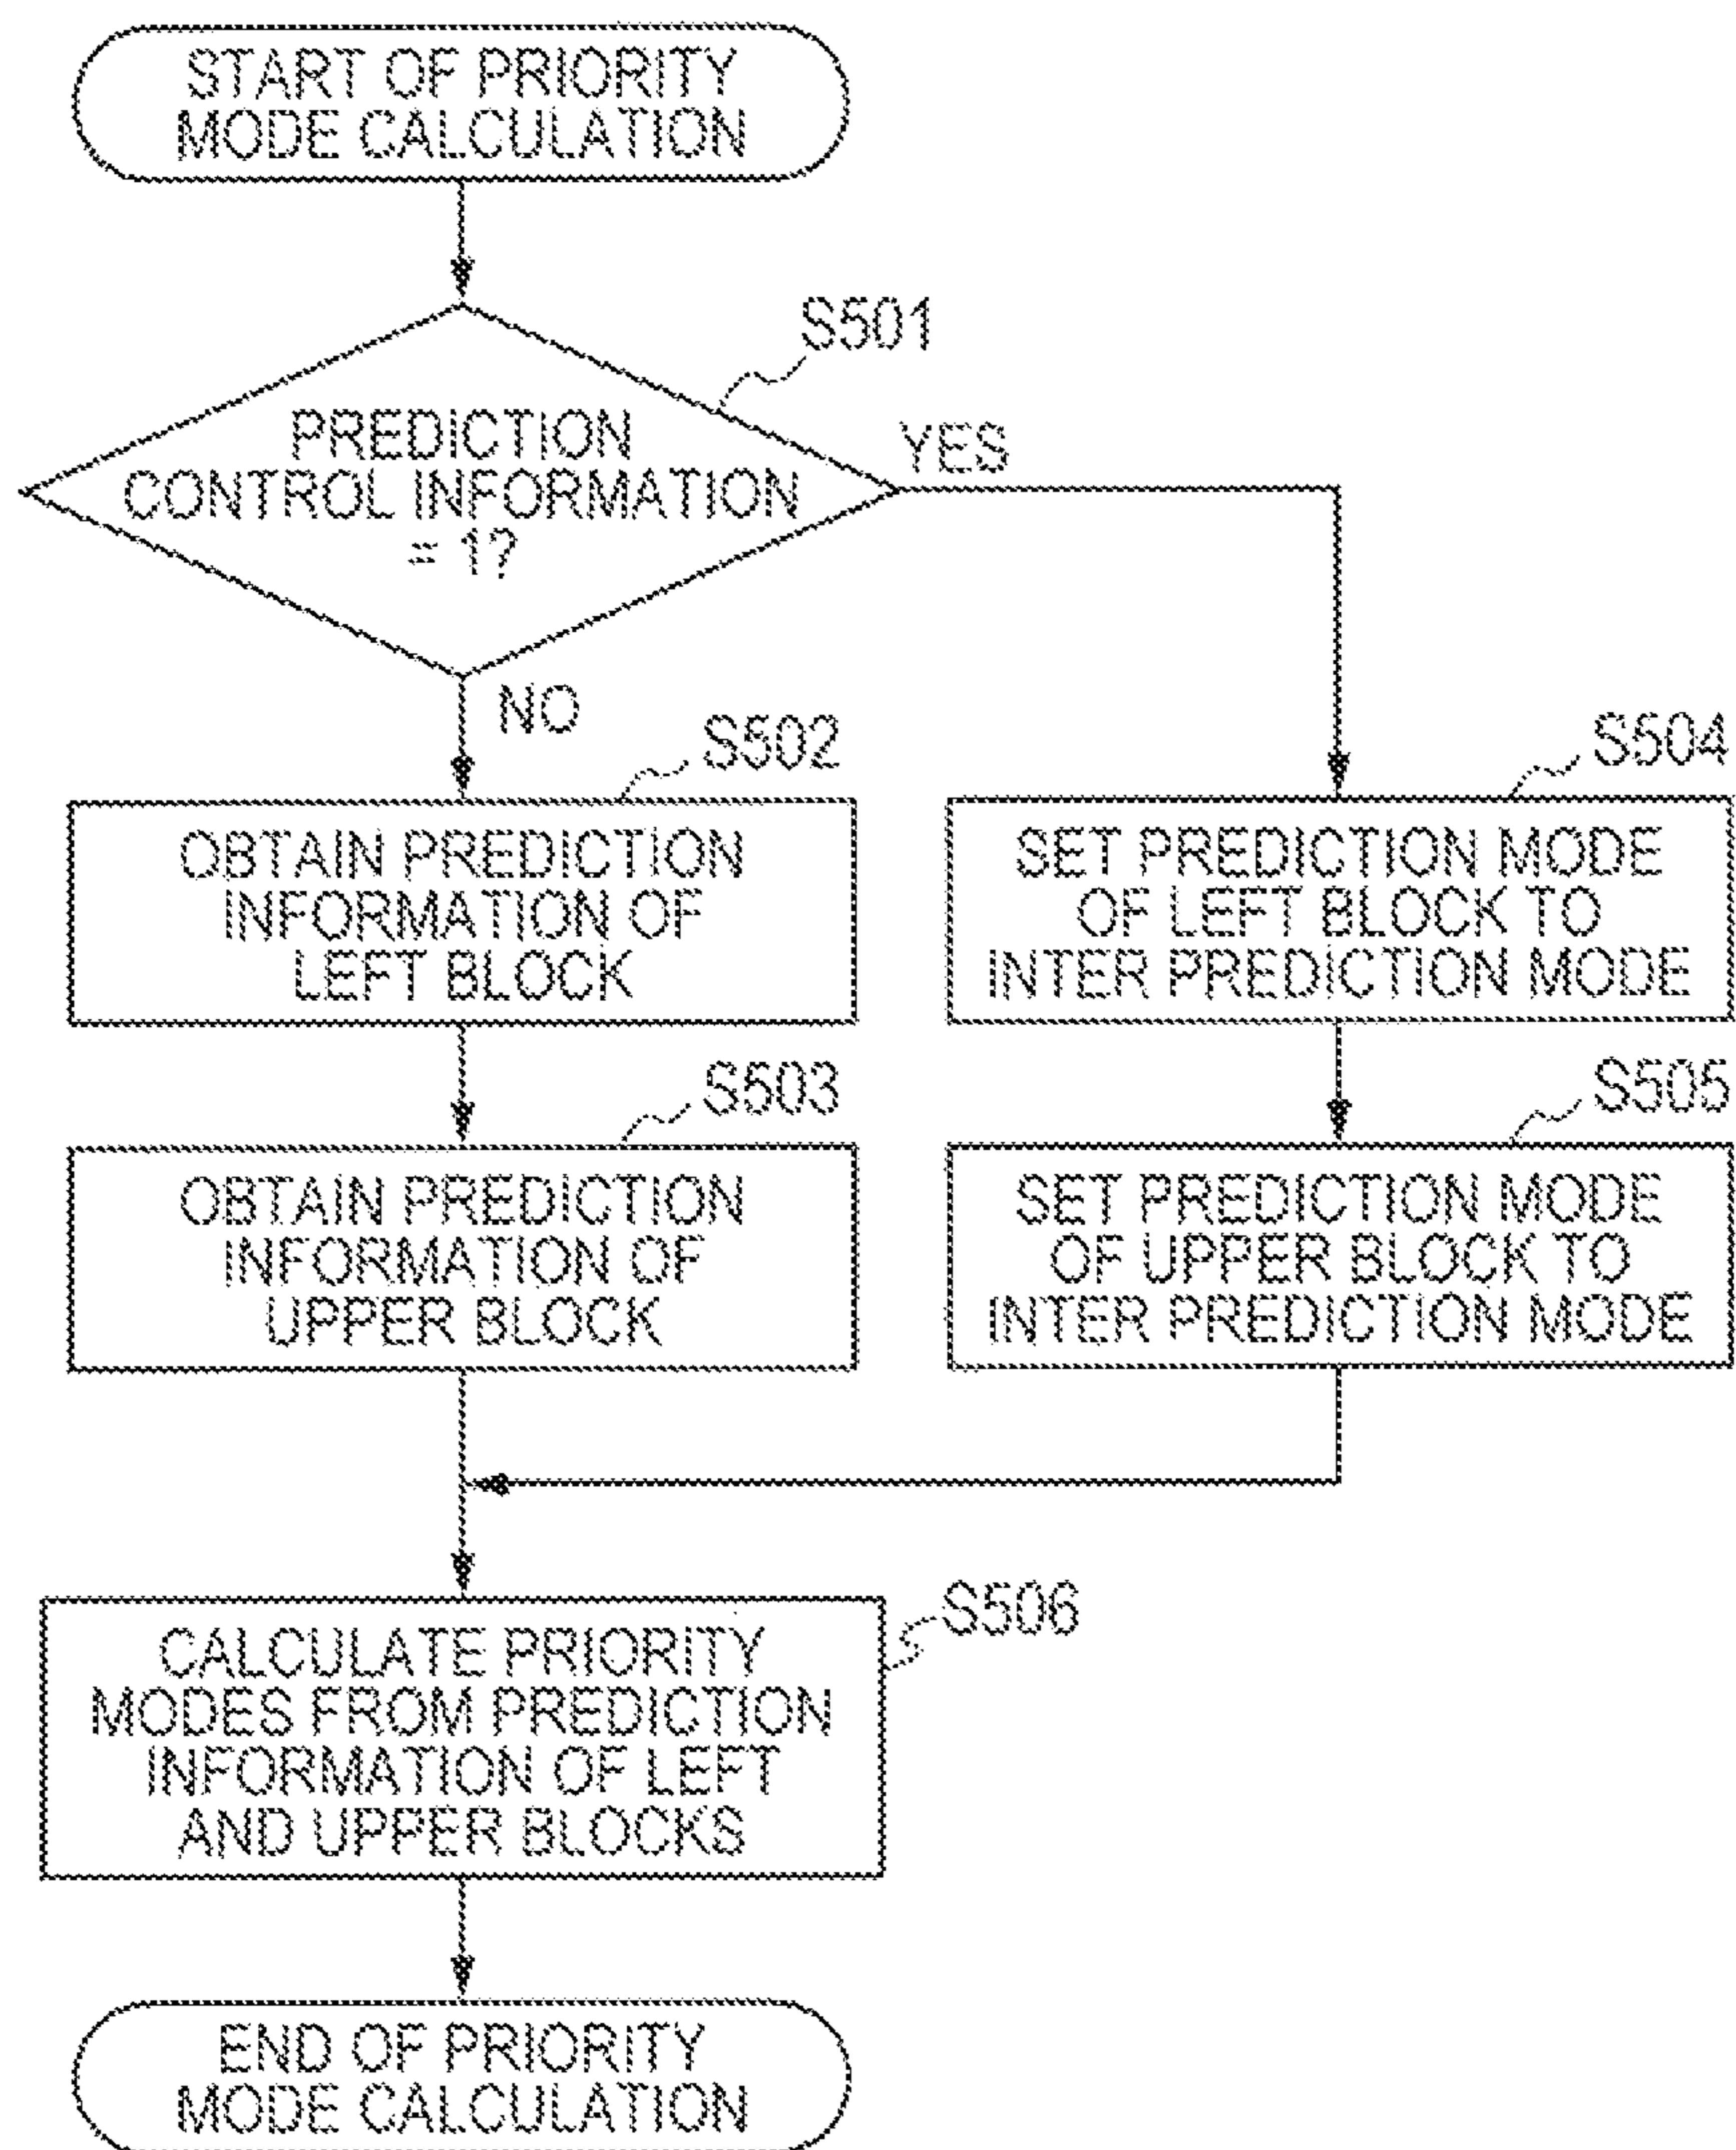 START OF PRIORITY
MODE CALCULATION
S501
PREDICTION
CONTROL INFORMATION
= 1?
YES
NO
S502
OBTAIN PREDICTION
INFORMATION OF
LEFT BLOCK
S504
SET PREDICTION MODE
OF LEFT BLOCK TO
INTER PREDICTION MODE
S503
OBTAIN PREDICTION
INFORMATION OF
UPPER BLOCK
S505
SET PREDICTION MODE
OF UPPER BLOCK TO
INTER PREDICTION MODE
S506
CALCULATE PRIORITY
MODES FROM PREDICTION
INFORMATION OF LEFT
AND UPPER BLOCKS
END OF PRIORITY
MODE CALCULATION